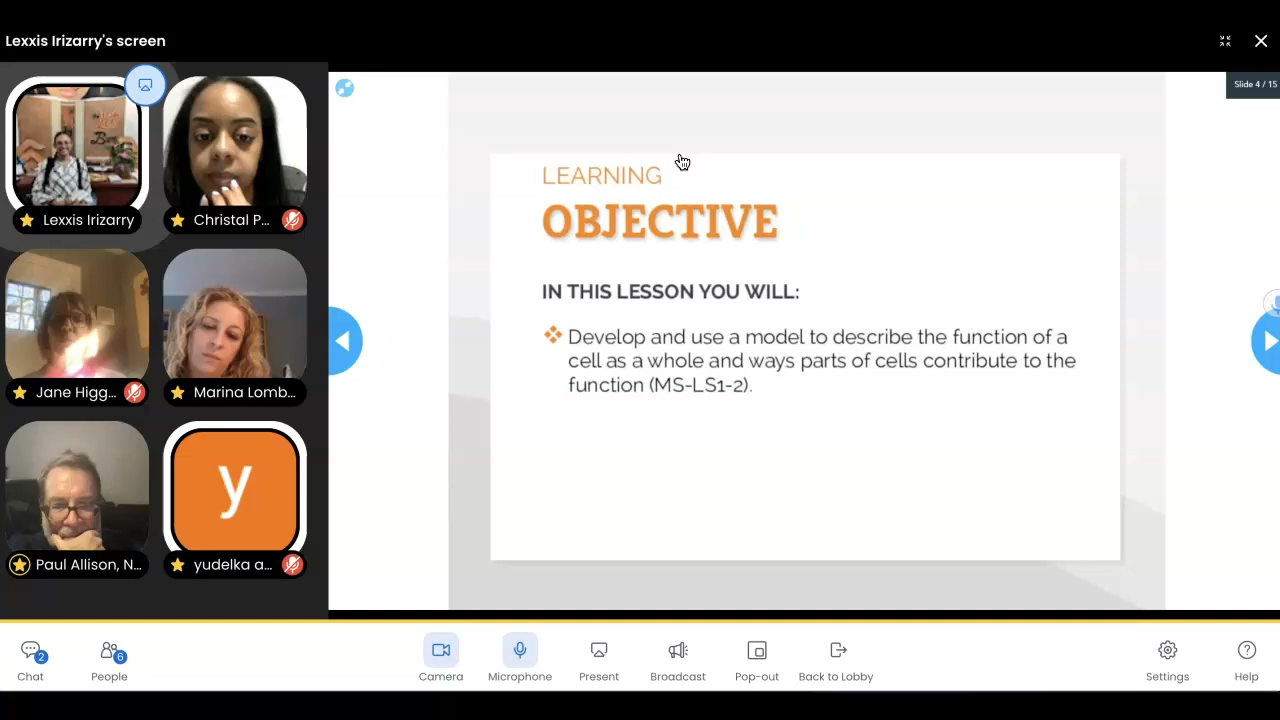 Lexxis Irizarry's screen
Lexxis Irizarry
Christal P...
Jane Higg...
Marina Lomb...
Paul Allison, N...
y
yudelka a...
Slide 4 / 15
LEARNING
OBJECTIVE
IN THIS LESSON YOU WILL:
Develop and use a model to describe the function of a
cell as a whole and ways parts of cells contribute to the
function (MS-LS1-2).
2
Chat
6
People
Camera
Microphone
Present
Broadcast
Pop-out
Back to Lobby
Settings
Help